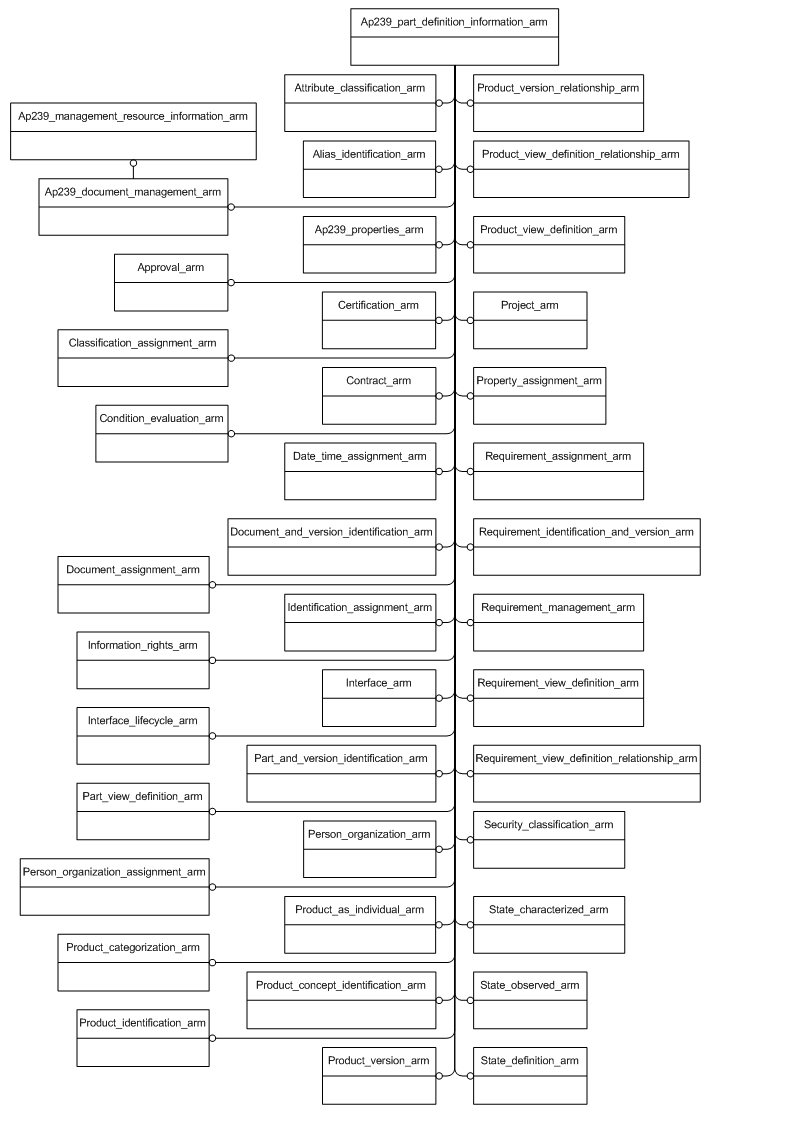 Ap239_part_definition_information_arm
Attribute_classification_arm
Product_version_relationship_arm
Ap239_management_resource_information_arm
Alias_identification_arm
Product_view_definition_relationship_arm
Ap239_document_management_arm
Ap239_properties_arm
Product_view_definition_arm
Approval_arm
Certification_arm
Project_arm
Classification_assignment_arm
Contract_arm
Property_assignment_arm
Condition_evaluation_arm
Date_time_assignment_arm
Requirement_assignment_arm
Document_and_version_identification_arm
Requirement_identification_and_version_arm
Document_assignment_arm
Identification_assignment_arm
Requirement_management_arm
Information_rights_arm
Interface_arm
Requirement_view_definition_arm
Interface_lifecycle_arm
Part_and_version_identification_arm
Requirement_view_definition_relationship_arm
Part_view_definition_arm
Person_organization_arm
Security_classification_arm
Person_organization_assignment_arm
Product_as_individual_arm
State_characterized_arm
Product_categorization_arm
Product_concept_identification_arm
State_observed_arm
Product_identification_arm
Product_version_arm
State_definition_arm